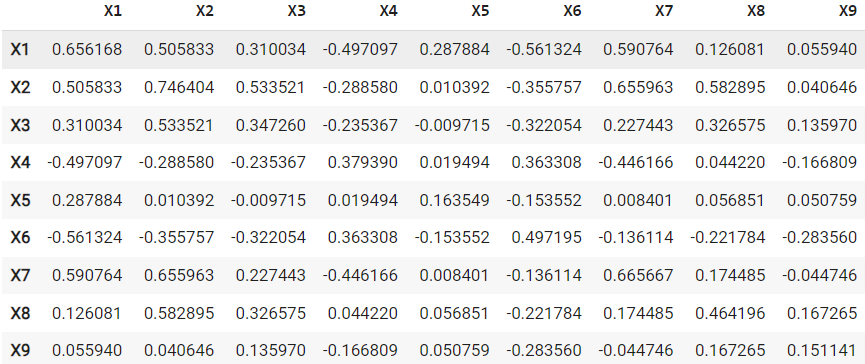 X1 X2 X3 X4 X5 X6 X7 X8 X9
X1 0.656168 0.505833 0.310034 -0.497097 0.287884 -0.561324 0.590764 0.126081 0.055940
X2 0.505833 0.746404 0.533521 -0.288580 0.010392 -0.355757 0.655963 0.582895 0.040646
X3 0.310034 0.533521 0.347260 -0.235367 -0.009715 -0.322054 0.227443 0.326575 0.135970
X4 -0.497097 -0.288580 -0.235367 0.379390 0.019494 0.363308 -0.446166 0.044220 -0.166809
X5 0.287884 0.010392 -0.009715 0.019494 0.163549 -0.153552 0.008401 0.056851 0.050759
X6 -0.561324 -0.355757 -0.322054 0.363308 -0.153552 0.497195 -0.136114 -0.221784 -0.283560
X7 0.590764 0.655963 0.227443 -0.446166 0.008401 -0.136114 0.665667 0.174485 -0.044746
X8 0.126081 0.582895 0.326575 0.044220 0.056851 -0.221784 0.174485 0.464196 0.167265
X9 0.055940 0.040646 0.135970 -0.166809 0.050759 -0.283560 -0.044746 0.167265 0.151141